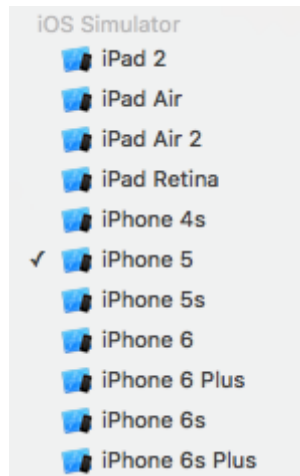 iOS Simulator
iPad 2
iPad Air
iPad Air 2
iPad Retina
iPhone 4s
✓ iPhone 5
iPhone 5s
iPhone 6
iPhone 6 Plus
iPhone 6s
iPhone 6s Plus